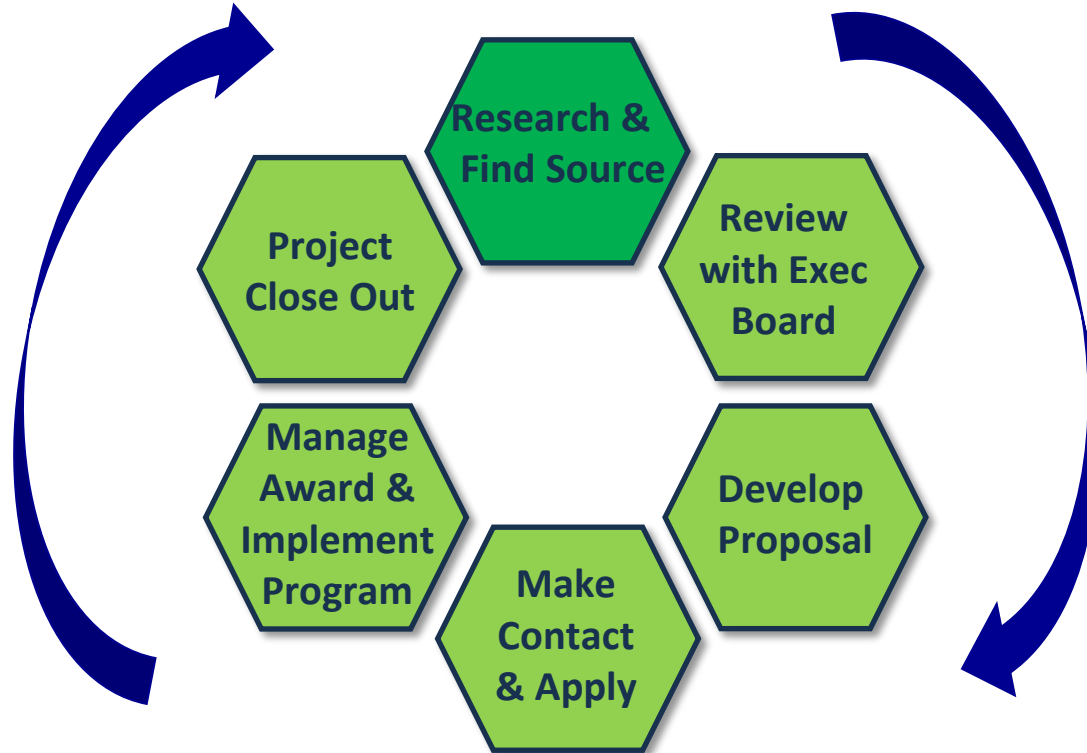 Research &
Find Source
Review
with Exec
Board
Develop
Proposal
Make
Contact
& Apply
Manage
Award &
Implement
Program
Project
Close Out